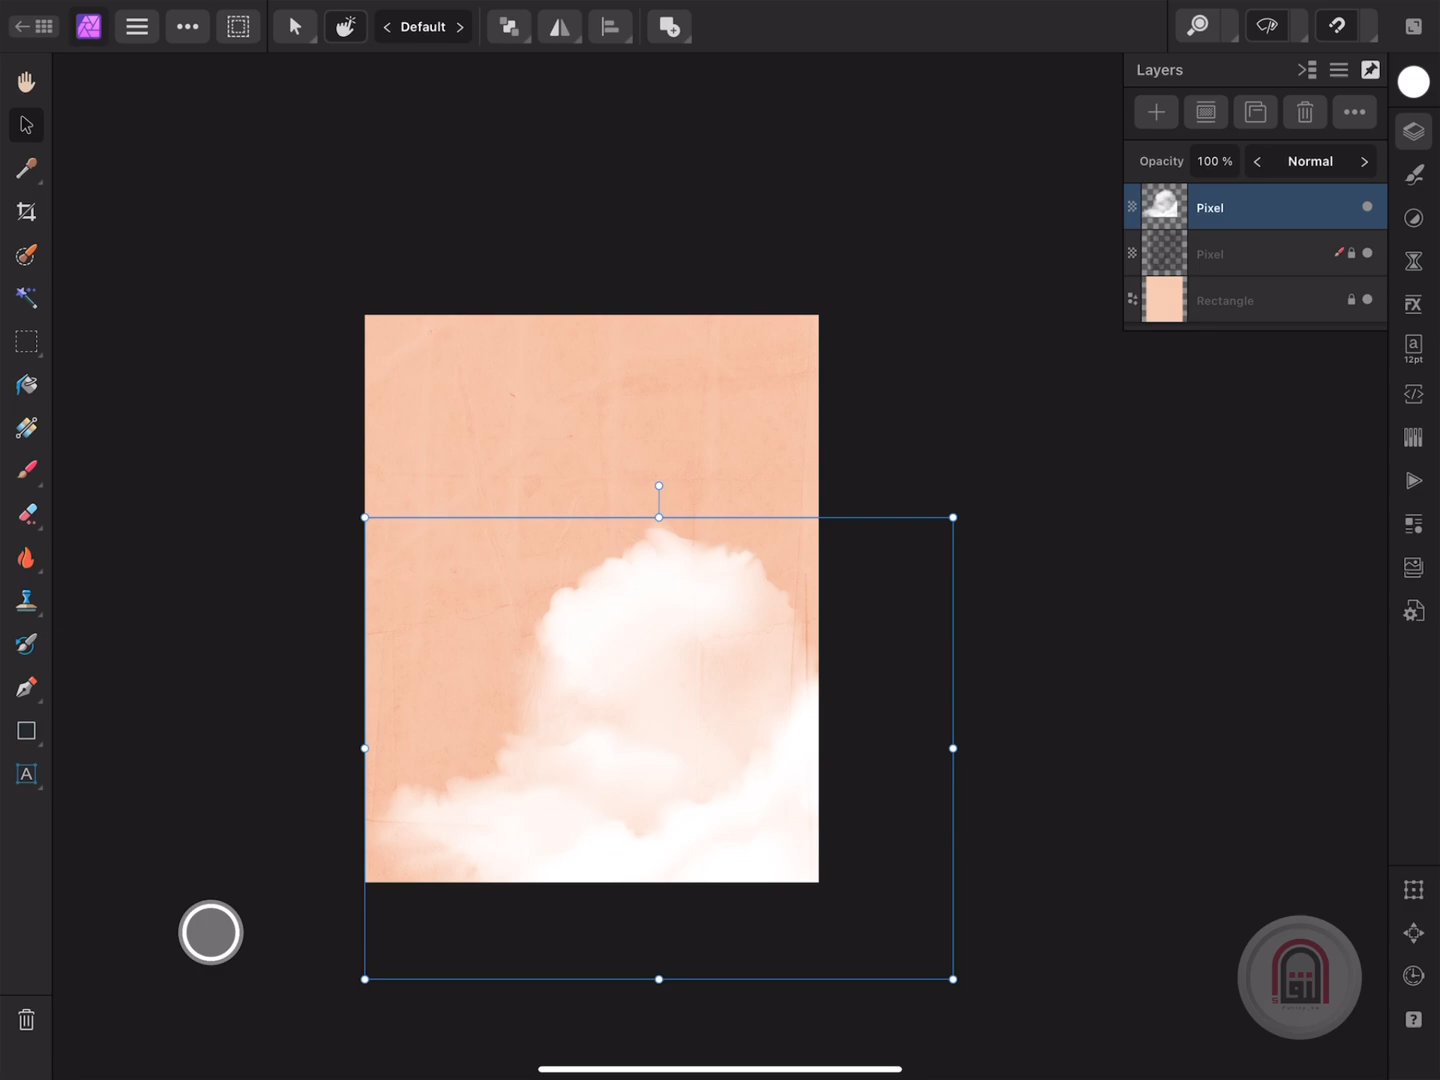 Default
Layers
Opacity 100 % Normal
Pixel
Pixel
Rectangle
a
12pt
A
?